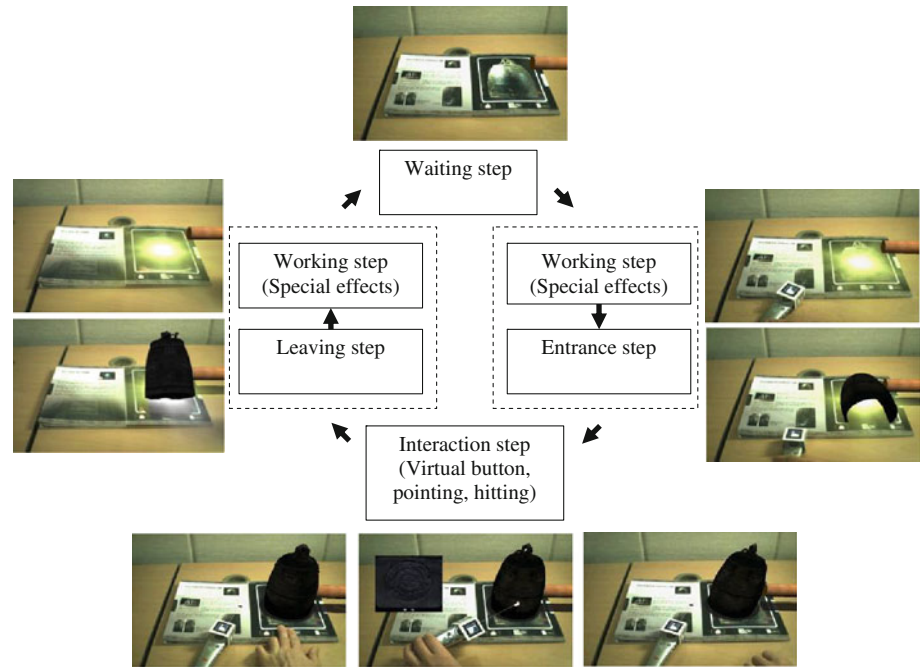 Waiting step
Working step
(Special effects)
Leaving step
Working step
(Special effects)
Entrance step
Interaction step
(Virtual button,
pointing, hitting)